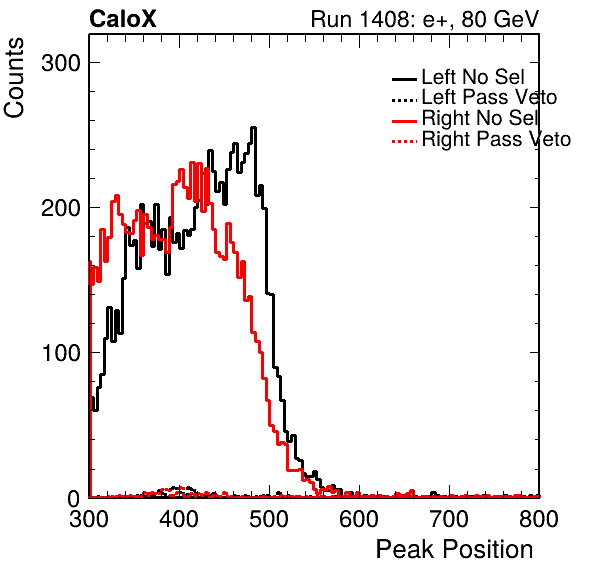 CaloX Run 1408: e+, 80 GeV
Counts
300
200
100
0
Left No Sel
Left Pass Veto
Right No Sel
Right Pass Veto
300 400 500 600 700 800
Peak Position